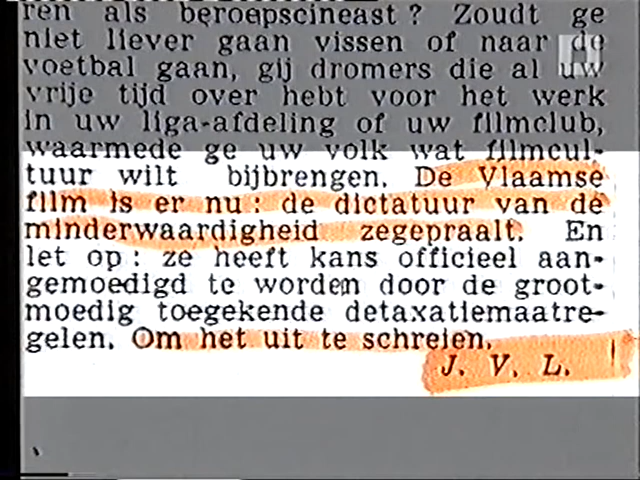 ren als beroepscineast? Zoudt ge
niet liever gaan vissen of naar de
voetbal gaan, gij dromers die al uw
vrije tijd over hebt voor het werk
in uw liga-afdeling of uw filmclub,
waarmede ge uw volk wat filmcul-
tuur wilt bijbrengen. De Vlaamse
film is er nu: de dictatuur van de
minderwaardigheid zegepraalt. En
let op: ze heeft kans officieel aan-
gemoedigd te worden door de groot-
moedig toegekende detaxatiemaatre-
gelen. Om het uit te schreien.
J. V. L.